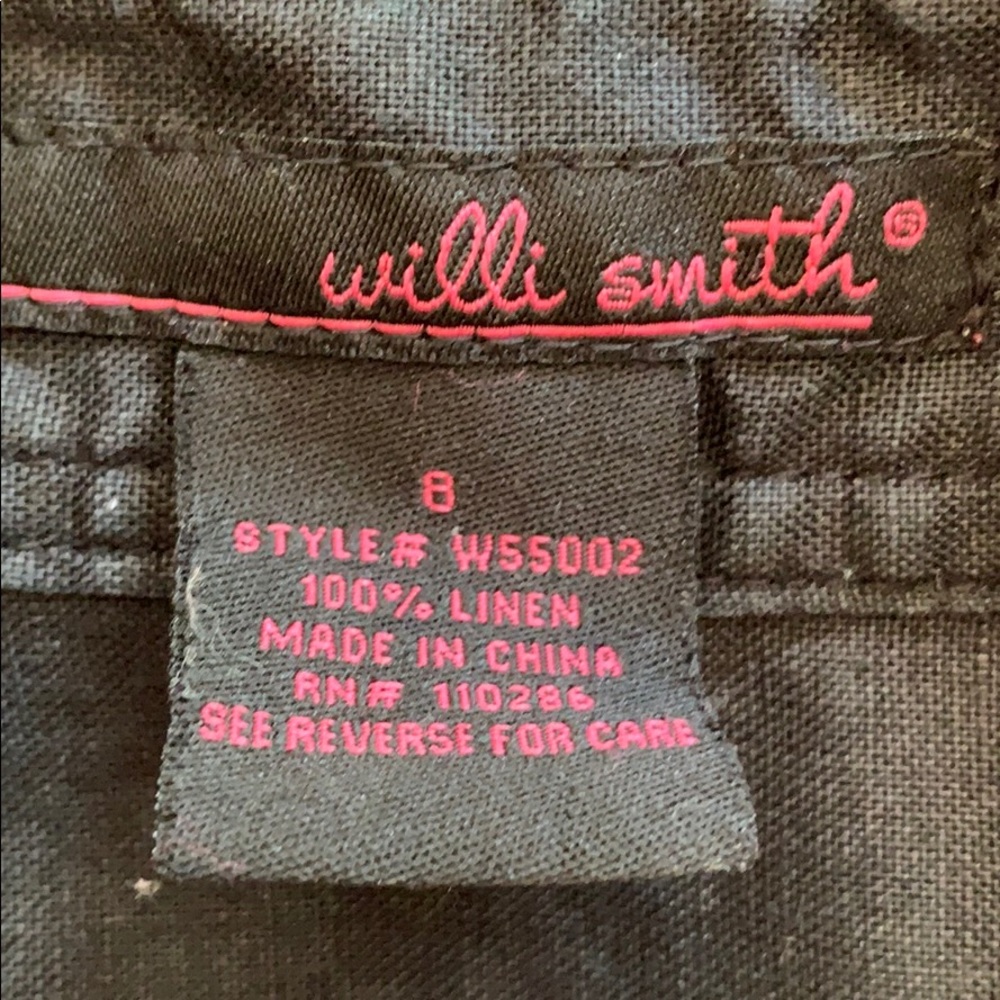 willi smith®
8
STYLE# W55002
100% LINEN
MADE IN CHINA
RN# 110286
SEE REVERSE FOR CARE